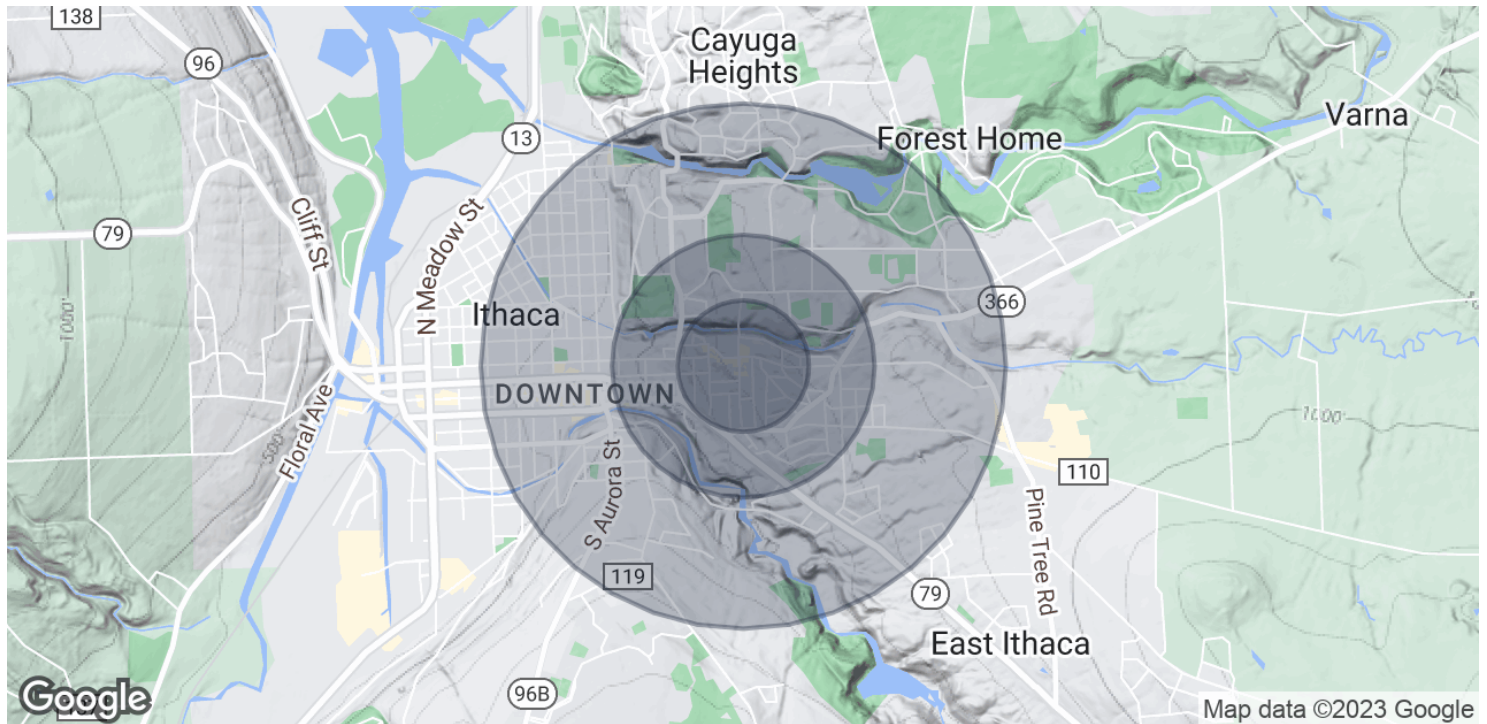 138
96
Cayuga
Heights
Varna
13
Forest Home
79
Cliff St
N Meadow St
366
Ithaca
DOWNTOWN
1000'
1000'
Floral Ave
500'
S Aurora St
110
Pine Tree Rd
119
79
East Ithaca
96B
Google
Map data ©2023 Google